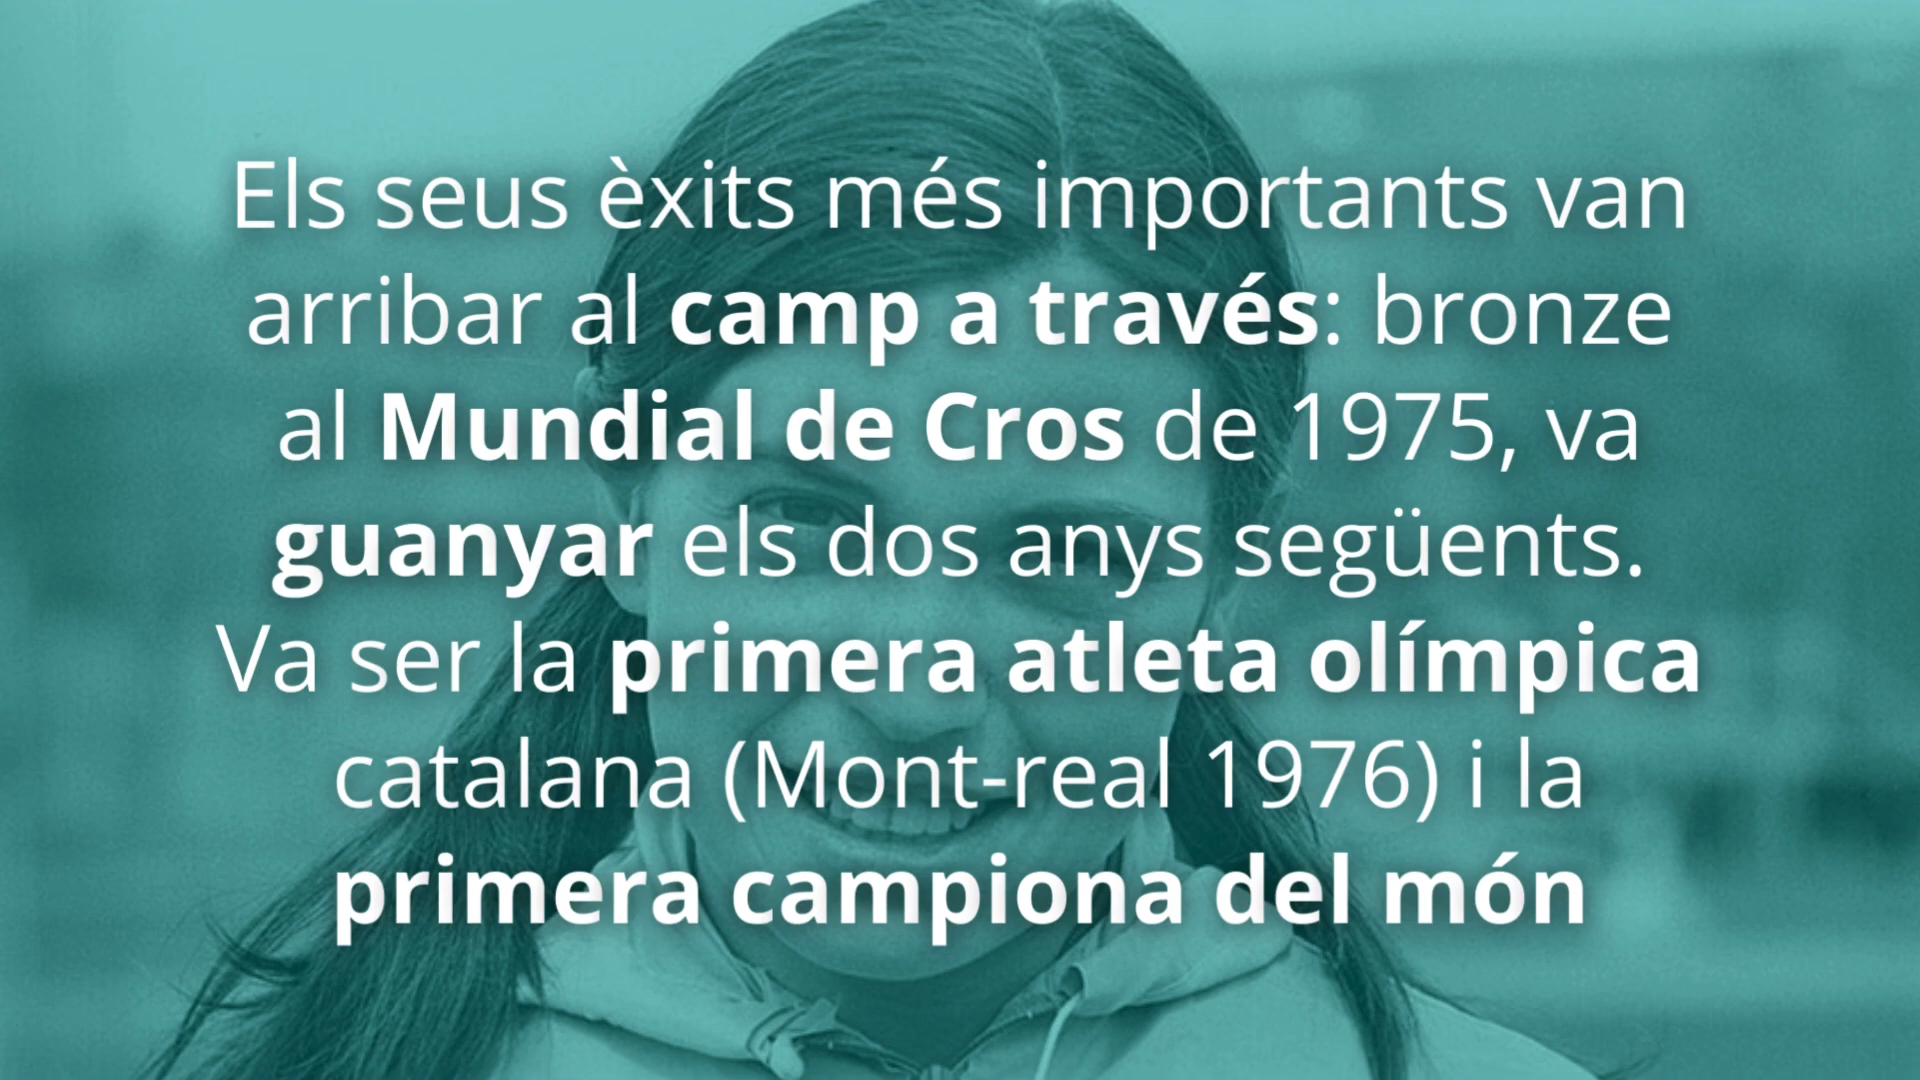 Els seus èxits més importants van
arribar al camp a través: bronze
al Mundial de Cros de 1975, va
guanyar els dos anys següents.
Va ser la primera atleta olímpica
catalana (Mont-real 1976) i la
primera campiona del món